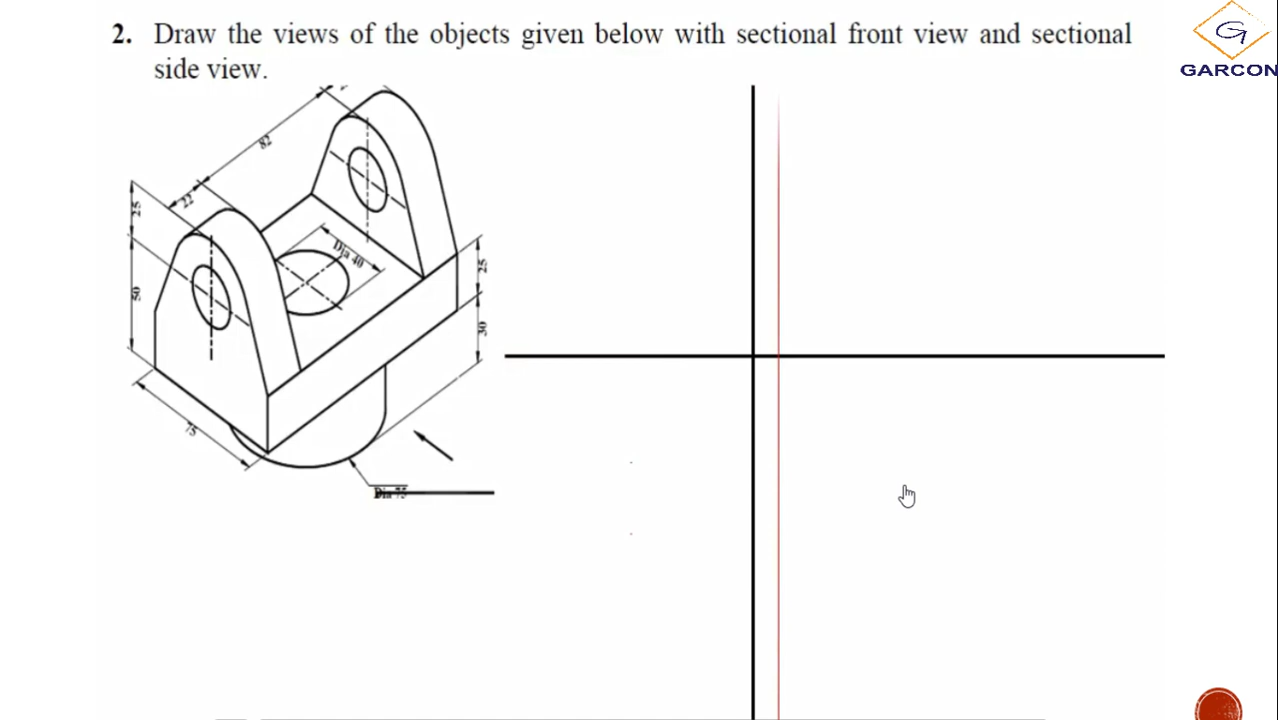 2. Draw the views of the objects given below with sectional front view and sectional
side view.
GARCON
82
22
25
50
Dia 40
25
30
75
Dia 75